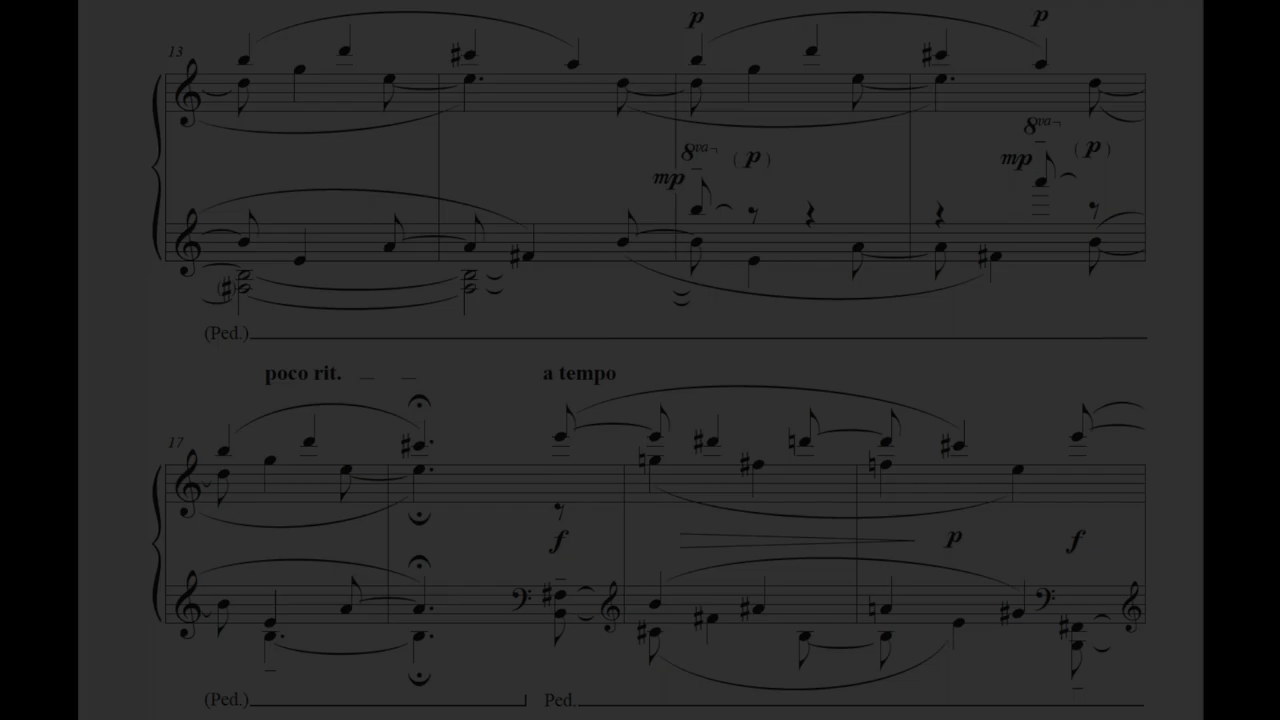 p p
13
8va p 8va p
mp mp
(Ped.)
poco rit. a tempo
17
f p f
(Ped.) Ped.